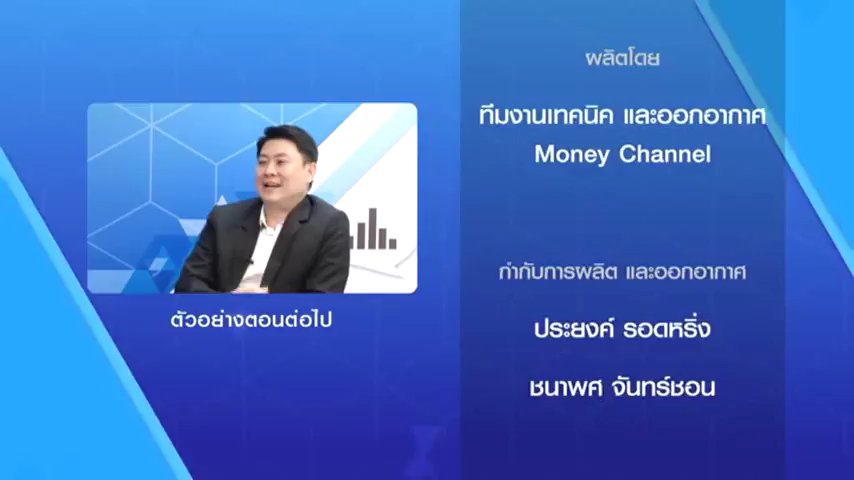 ผลิตโดย
ทีมงานเทคนิค และออกอากาศ
Money Channel
กำกับการผลิต และออกอากาศ
ประยงค์ รอดหริ่ง
ชนาพศ จันทร์ชอน
ตัวอย่างตอนต่อไป